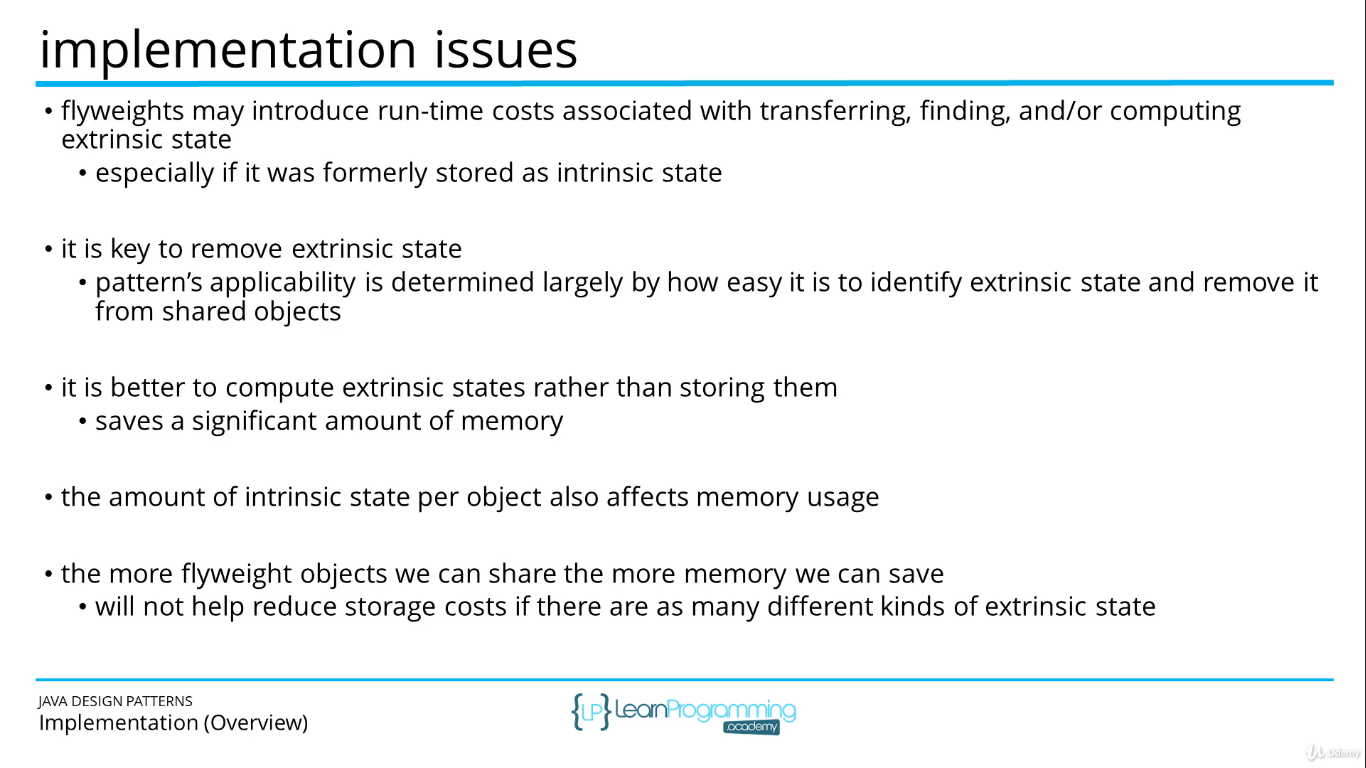 implementation issues
• flyweights may introduce run-time costs associated with transferring, finding, and/or computing
extrinsic state
• especially if it was formerly stored as intrinsic state
• it is key to remove extrinsic state
• pattern’s applicability is determined largely by how easy it is to identify extrinsic state and remove it
from shared objects
• it is better to compute extrinsic states rather than storing them
• saves a significant amount of memory
• the amount of intrinsic state per object also affects memory usage
• the more flyweight objects we can share the more memory we can save
• will not help reduce storage costs if there are as many different kinds of extrinsic state
JAVA DESIGN PATTERNS
Implementation (Overview)
{LP} LearnProgramming
.academy
Udemy